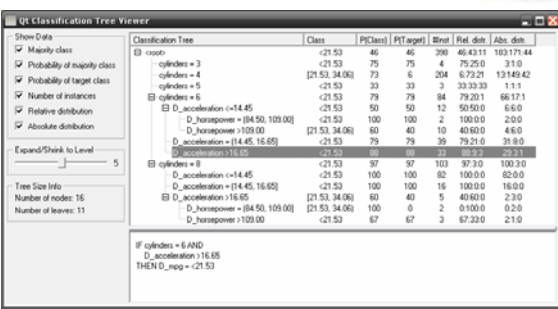 Qt Classification Tree Viewer
Show Data
Majority class
Probability of majority class
Probability of target class
Number of instances
Relative distribution
Absolute distribution
Expand/Shrink to Level
5
Tree Size Info
Number of nodes: 16
Number of leaves: 11
Classification Tree Class P(Class) P(Target) #Inst Rel. distr. Abs. distr.
<root> <21.53 46 46 398 46:43:11 183:171:44
cylinders = 3 <21.53 75 75 4 75:25:0 3:1:0
cylinders = 4 [21.53, 34.06) 73 6 204 6:73:21 13:149:42
cylinders = 5 <21.53 33 33 3 33:33:33 1:1:1
cylinders = 6 <21.53 79 79 84 79:20:1 66:17:1
D_acceleration <=14.45 <21.53 50 50 12 50:50:0 6:6:0
D_horsepower = (84.50, 109.00] <21.53 100 100 2 100:0:0 2:0:0
D_horsepower >109.00 [21.53, 34.06) 60 40 10 40:60:0 4:6:0
D_acceleration = (14.45, 16.65] <21.53 79 79 39 79:21:0 31:8:0
D_acceleration >16.65 <21.53 88 88 33 88:9:3 29:3:1
cylinders = 8 <21.53 97 97 103 97:3:0 100:3:0
D_acceleration <=14.45 <21.53 100 100 82 100:0:0 82:0:0
D_acceleration = (14.45, 16.65] <21.53 100 100 16 100:0:0 16:0:0
D_acceleration >16.65 [21.53, 34.06) 60 40 5 40:60:0 2:3:0
D_horsepower = (84.50, 109.00] [21.53, 34.06) 100 0 2 0:100:0 0:2:0
D_horsepower >109.00 <21.53 67 67 3 67:33:0 2:1:0
IF cylinders = 6 AND
D_acceleration >16.65
THEN D_mpg = <21.53